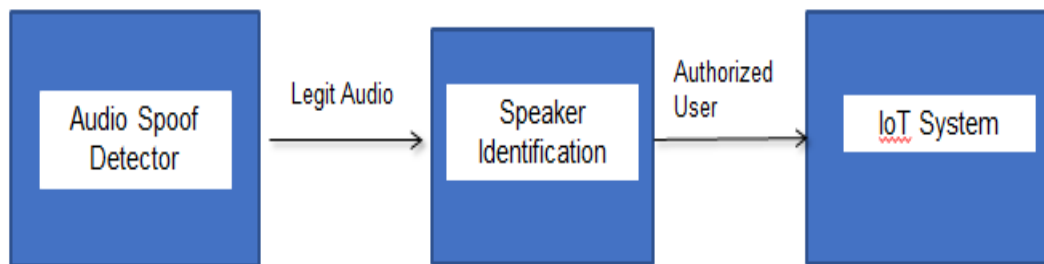 Audio Spoof
Detector
Legit Audio
Speaker
Identification
Authorized
User
IoT System